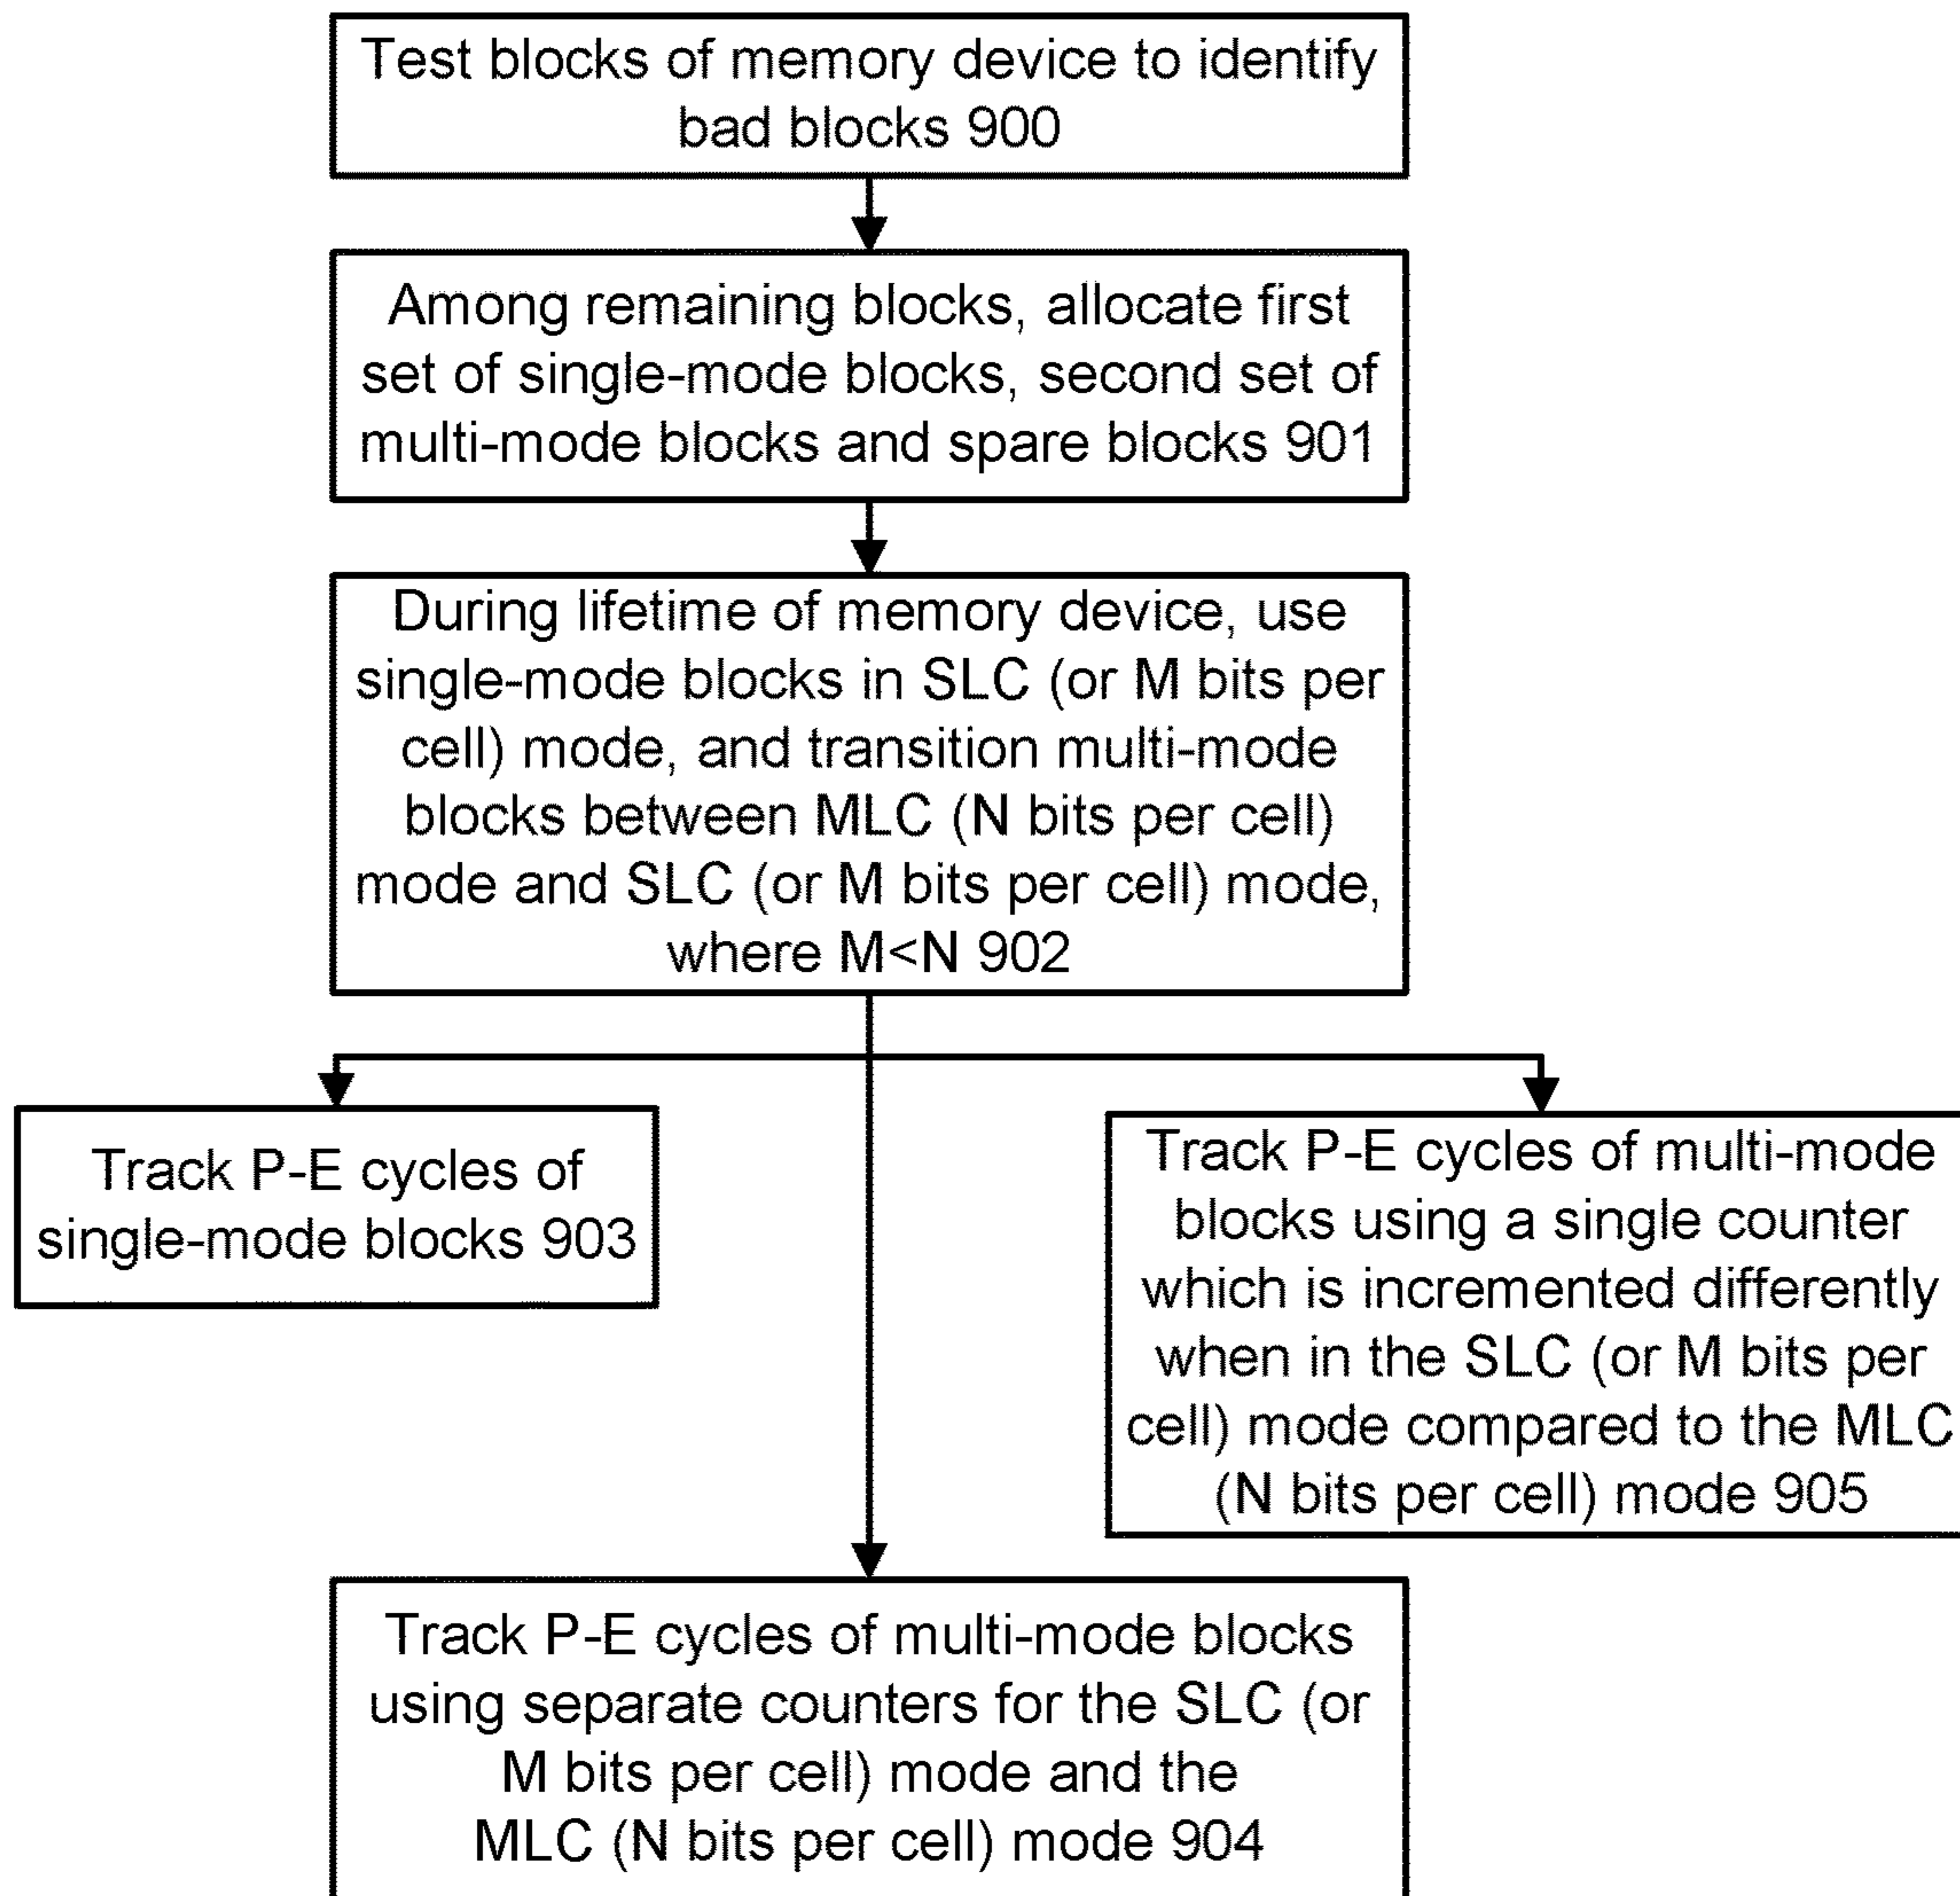 Test blocks of memory device to identify
bad blocks 900
Among remaining blocks, allocate first
set of single-mode blocks, second set of
multi-mode blocks and spare blocks 901
During lifetime of memory device, use
single-mode blocks in SLC (or M bits per
cell) mode, and transition multi-mode
blocks between MLC (N bits per cell)
mode and SLC (or M bits per cell) mode,
where M<N 902
Track P-E cycles of
single-mode blocks 903
Track P-E cycles of multi-mode
blocks using a single counter
which is incremented differently
when in the SLC (or M bits per
cell) mode compared to the MLC
(N bits per cell) mode 905
Track P-E cycles of multi-mode blocks
using separate counters for the SLC (or
M bits per cell) mode and the
MLC (N bits per cell) mode 904